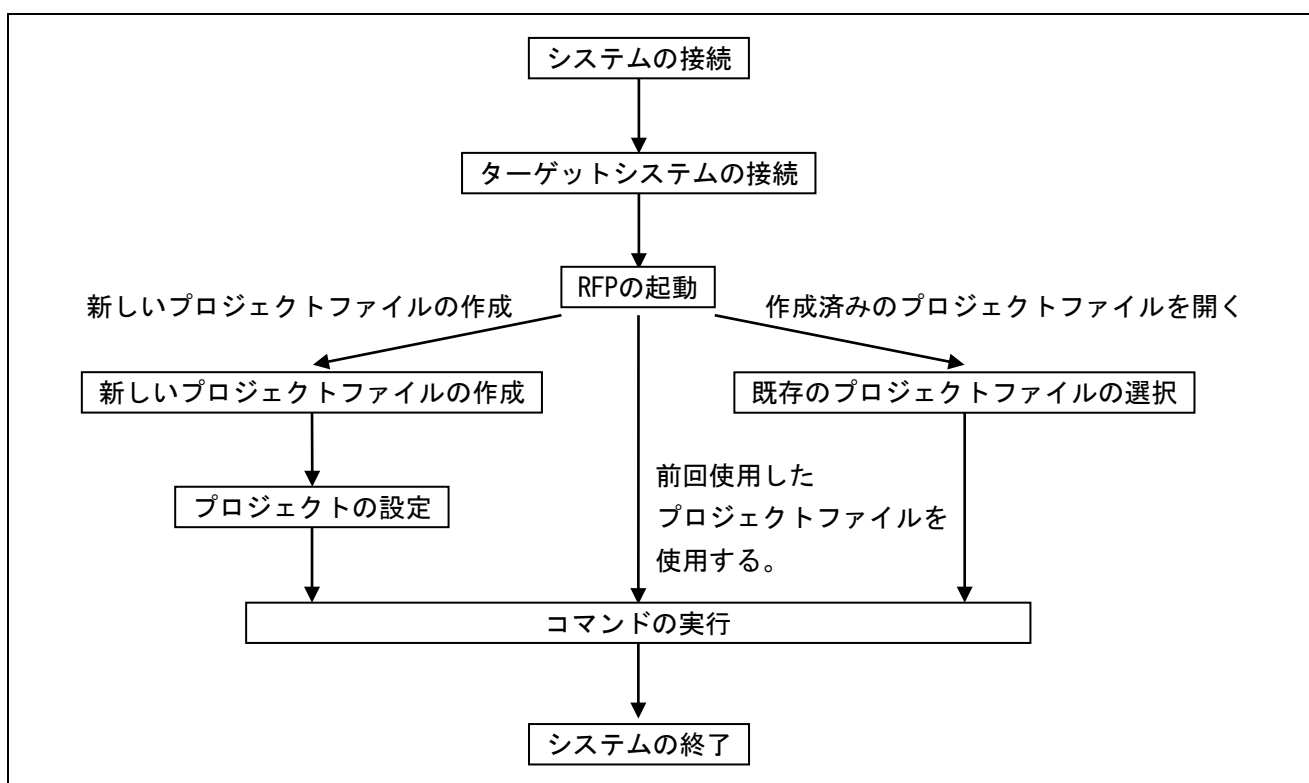 システムの接続
ターゲットシステムの接続
RFPの起動
新しいプロジェクトファイルの作成
作成済みのプロジェクトファイルを開く
新しいプロジェクトファイルの作成
既存のプロジェクトファイルの選択
前回使用した
プロジェクトファイルを
使用する。
プロジェクトの設定
コマンドの実行
システムの終了